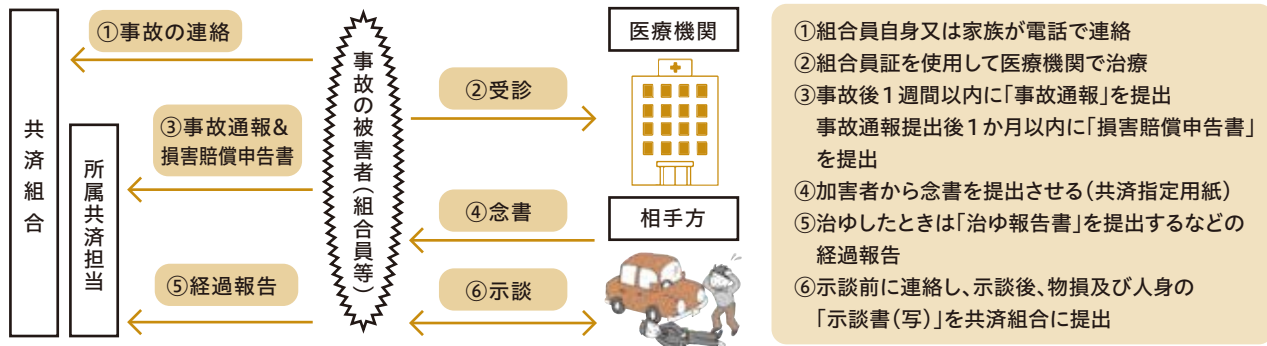 共済組合
所属共済担当
①事故の連絡
③事故通報&
損害賠償申告書
⑤経過報告
事故の被害者(組合員等)
②受診
④念書
⑥示談
医療機関
相手方
①組合員自身又は家族が電話で連絡
②組合員証を使用して医療機関で治療
③事故後1週間以内に「事故通報」を提出
事故通報提出後1か月以内に「損害賠償申告書」
を提出
④加害者から念書を提出させる(共済指定用紙)
⑤治ゆしたときは「治ゆ報告書」を提出するなどの
経過報告
⑥示談前に連絡し、示談後、物損及び人身の
「示談書(写)」を共済組合に提出